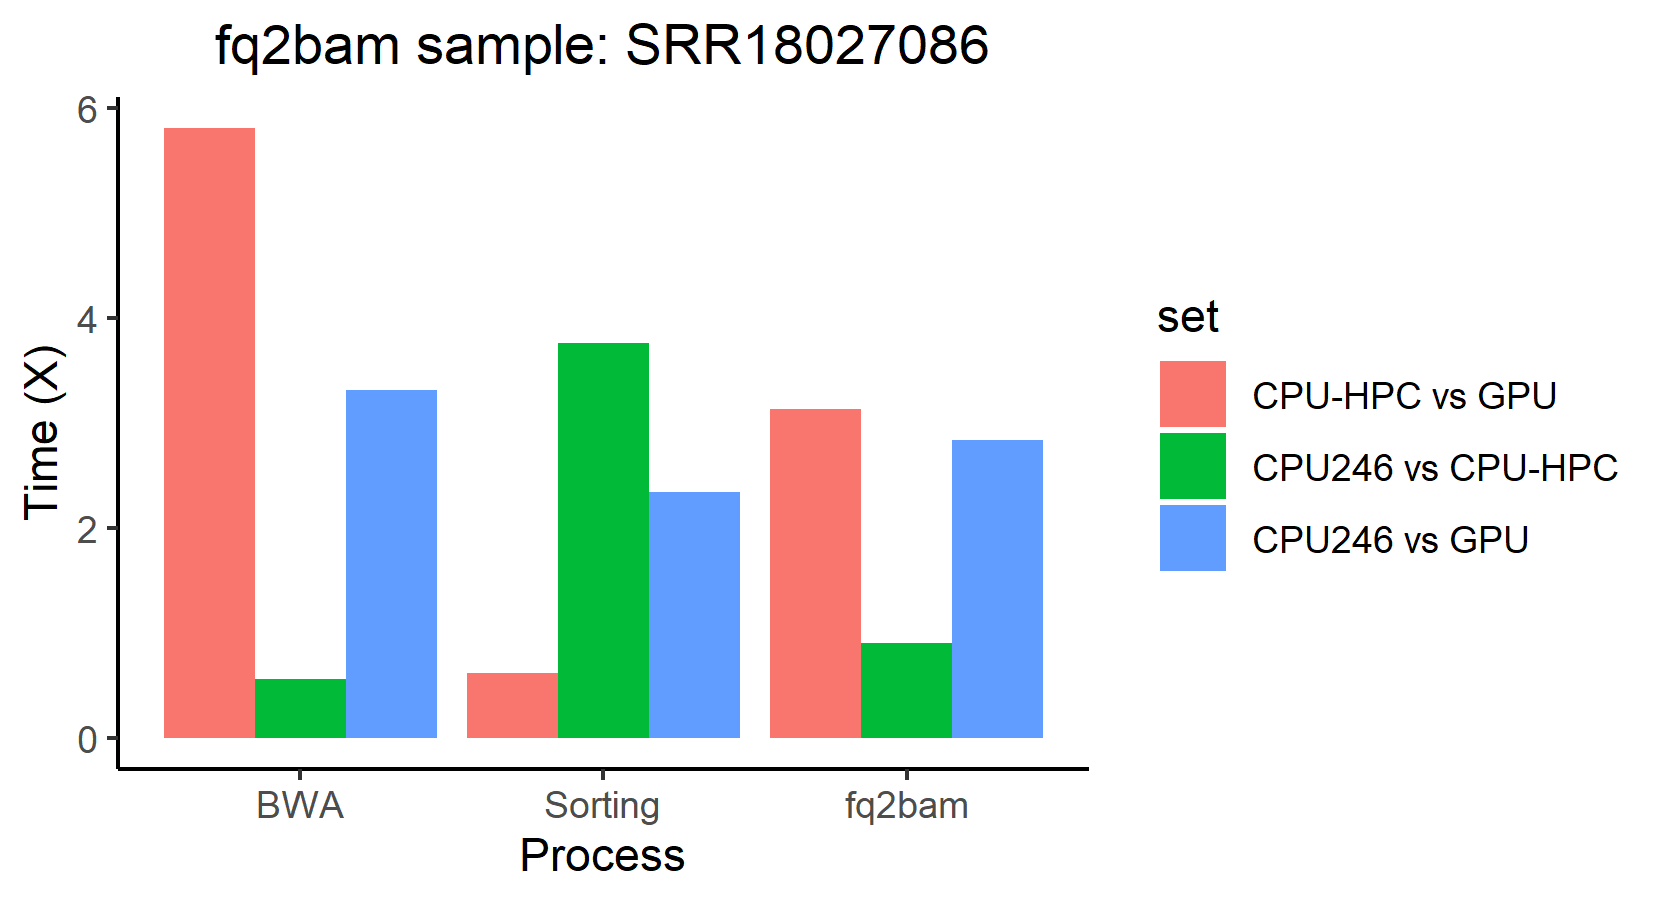 fq2bam sample: SRR18027086
6
4
2
0
Time (X)
BWA
Sorting
fq2bam
Process
set
CPU-HPC vs GPU
CPU246 vs CPU-HPC
CPU246 vs GPU